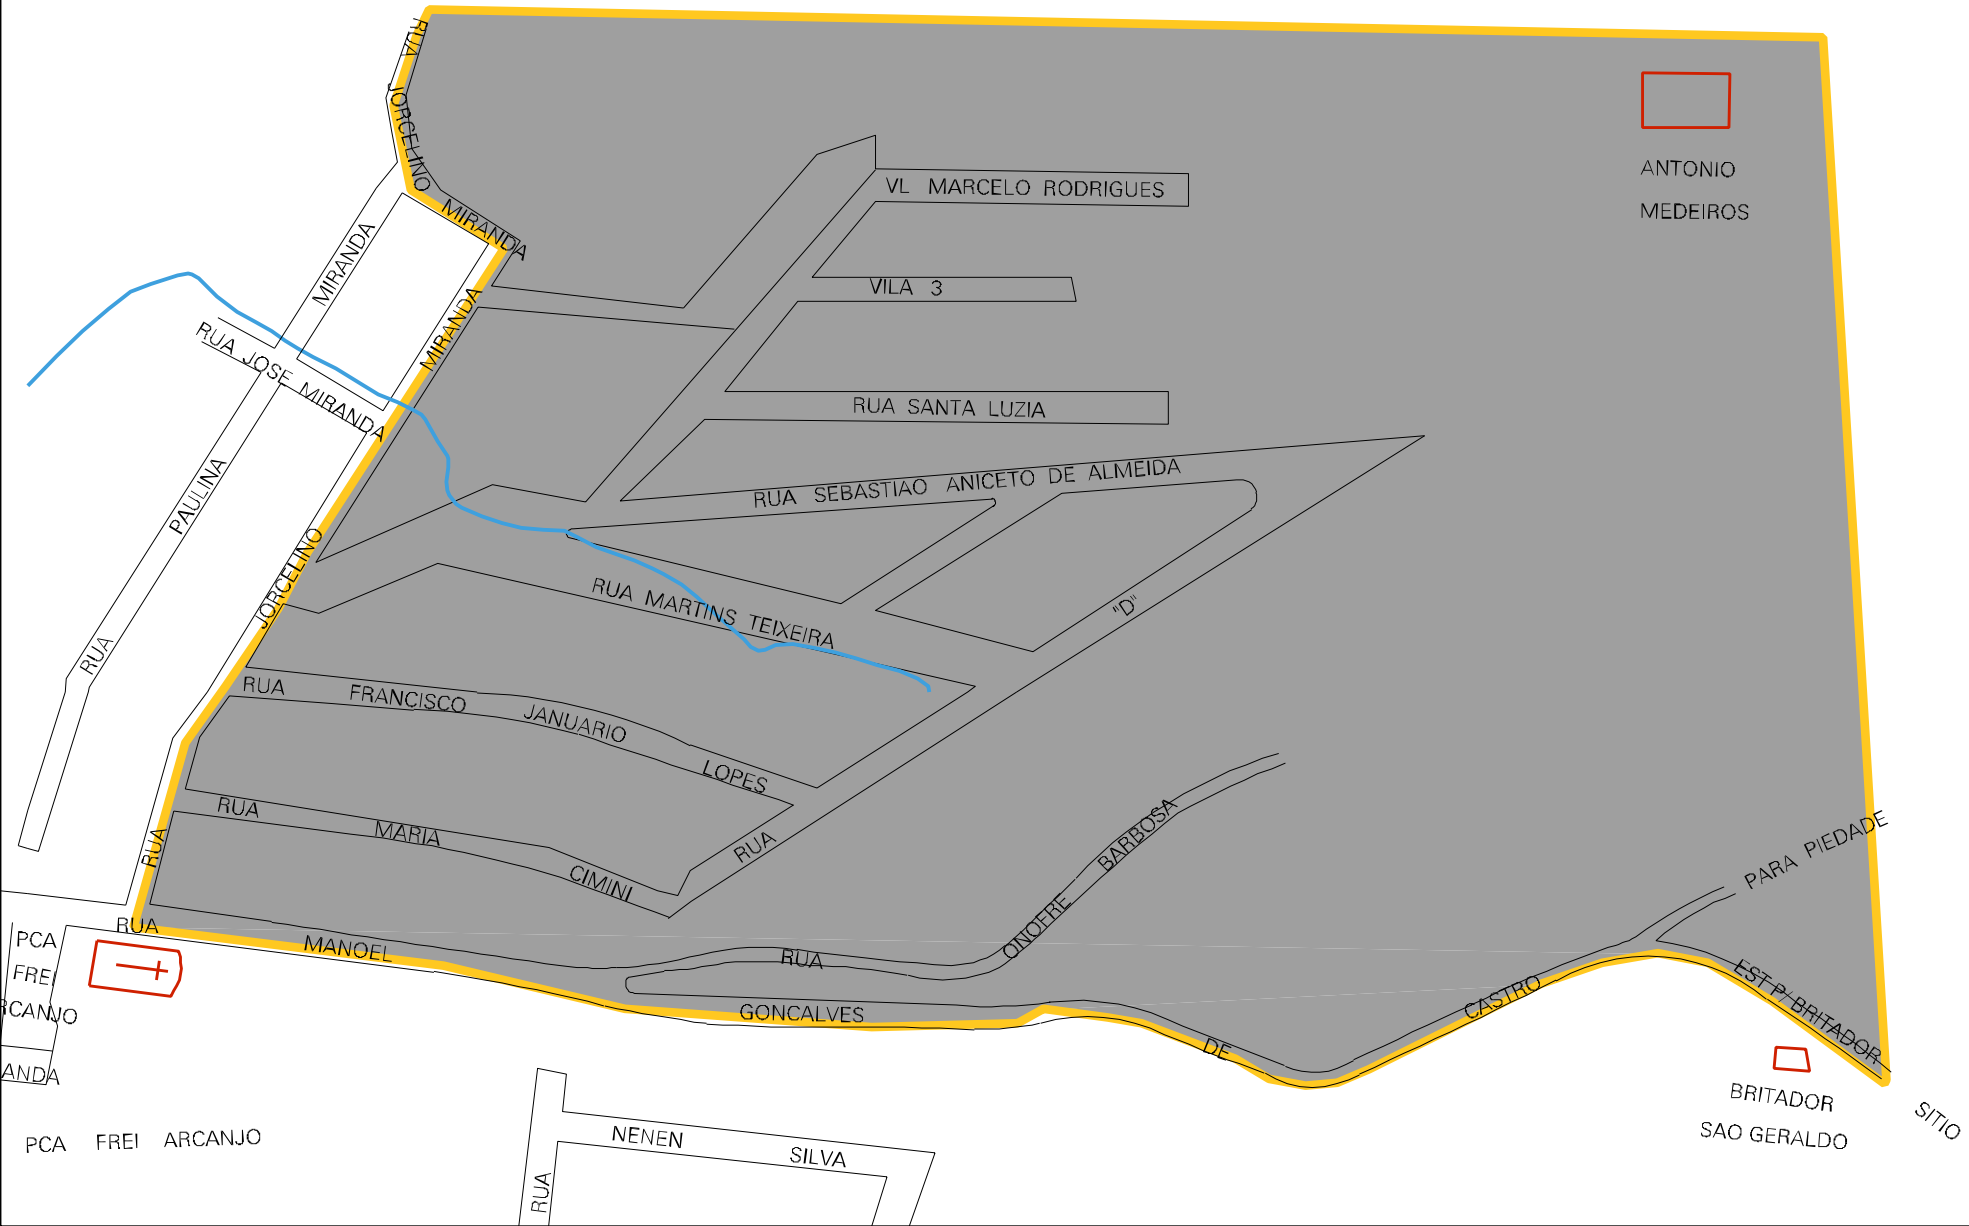 RUA JORCELINO MIRANDA
ANTONIO
MEDEIROS
VL MARCELO RODRIGUES
VILA 3
RUA SANTA LUZIA
RUA SEBASTIAO ANICETO DE ALMEIDA
RUA MARTINS TEIXEIRA
RUA "D"
RUA PAULINA MIRANDA
RUA JOSE MIRANDA
RUA JORCELINO MIRANDA
RUA FRANCISCO JANUARIO LOPES
RUA MARIA CIMINI
RUA ONOFRE BARBOSA
PARA PIEDADE
RUA MANOEL GONCALVES DE CASTRO
EST P/ BRITADOR
PCA
FREI
RCANJO
ANDA
BRITADOR
SAO GERALDO
SITIO
PCA FREI ARCANJO
NENEN SILVA
RUA